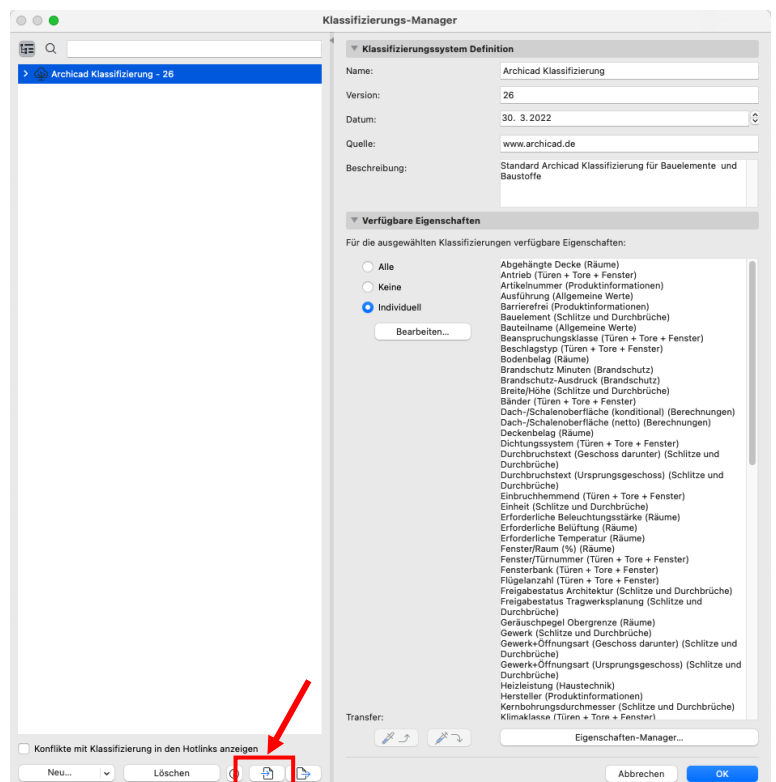 Klassifizierungs-Manager
Archicad Klassifizierung - 26
Konflikte mit Klassifizierung in den Hotlinks anzeigen
Neu...
Löschen
Klassifizierungssystem Definition
Name:
Archicad Klassifizierung
Version:
26
Datum:
30. 3.2022
Quelle:
www.archicad.de
Beschreibung:
Standard Archicad Klassifizierung für Bauelemente und
Baustoffe
Verfügbare Eigenschaften
Für die ausgewählten Klassifizierungen verfügbare Eigenschaften:
Alle
Keine
Individuell
Bearbeiten...
Abgehängte Decke (Räume)
Antrieb (Türen + Tore + Fenster)
Artikelnummer (Produktinformationen)
Ausführung (Allgemeine Werte)
Barrierefrei (Produktinformationen)
Bauelement (Schlitze und Durchbrüche)
Bauteilname (Allgemeine Werte)
Beanspruchungsklasse (Türen + Tore + Fenster)
Beschlagstyp (Türen + Tore + Fenster)
Bodenbelag (Räume)
Brandschutz Minuten (Brandschutz)
Brandschutz-Ausdruck (Brandschutz)
Breite/Höhe (Schlitze und Durchbrüche)
Bänder (Türen + Tore + Fenster)
Dach-/Schalenoberfläche (konditional) (Berechnungen)
Dach-/Schalenoberfläche (netto) (Berechnungen)
Deckenbelag (Räume)
Dichtungssystem (Türen + Tore + Fenster)
Durchbruchstext (Geschoss darunter) (Schlitze und
Durchbrüche)
Durchbruchstext (Ursprungsgeschoss) (Schlitze und
Durchbrüche)
Einbruchhemmend (Türen + Tore + Fenster)
Einheit (Schlitze und Durchbrüche)
Erforderliche Beleuchtungsstärke (Räume)
Erforderliche Belüftung (Räume)
Erforderliche Temperatur (Räume)
Fenster/Raum (%) (Räume)
Fenster/Türnummer (Türen + Tore + Fenster)
Fensterbank (Türen + Tore + Fenster)
Flügelanzahl (Türen + Tore + Fenster)
Freigabestatus Architektur (Schlitze und Durchbrüche)
Freigabestatus Tragwerksplanung (Schlitze und
Durchbrüche)
Geräuschpegel Obergrenze (Räume)
Gewerk (Schlitze und Durchbrüche)
Gewerk+Öffnungsart (Geschoss darunter) (Schlitze und
Durchbrüche)
Gewerk+Öffnungsart (Ursprungsgeschoss) (Schlitze und
Durchbrüche)
Heizleistung (Haustechnik)
Hersteller (Produktinformationen)
Kernbohrungsdurchmesser (Schlitze und Durchbrüche)
Klimaklasse (Türen + Tore + Fenster)
Transfer:
Eigenschaften-Manager...
Abbrechen
OK